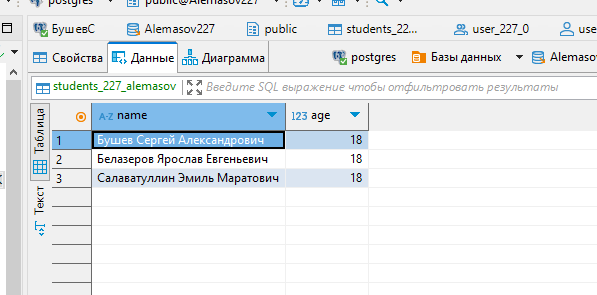 postgres public@Alemasov227
БушевС Alemasov227 public students_22... user_227_0 use
Свойства Данные Диаграмма postgres Базы данных Alemaso
students_227_alemasov Введите SQL выражение чтобы отфильтровать результаты
Таблица
Текст
A-Z name 123 age
1 Бушев Сергей Александрович 18
2 Белазеров Ярослав Евгеньевич 18
3 Салаватуллин Эмиль Маратович 18